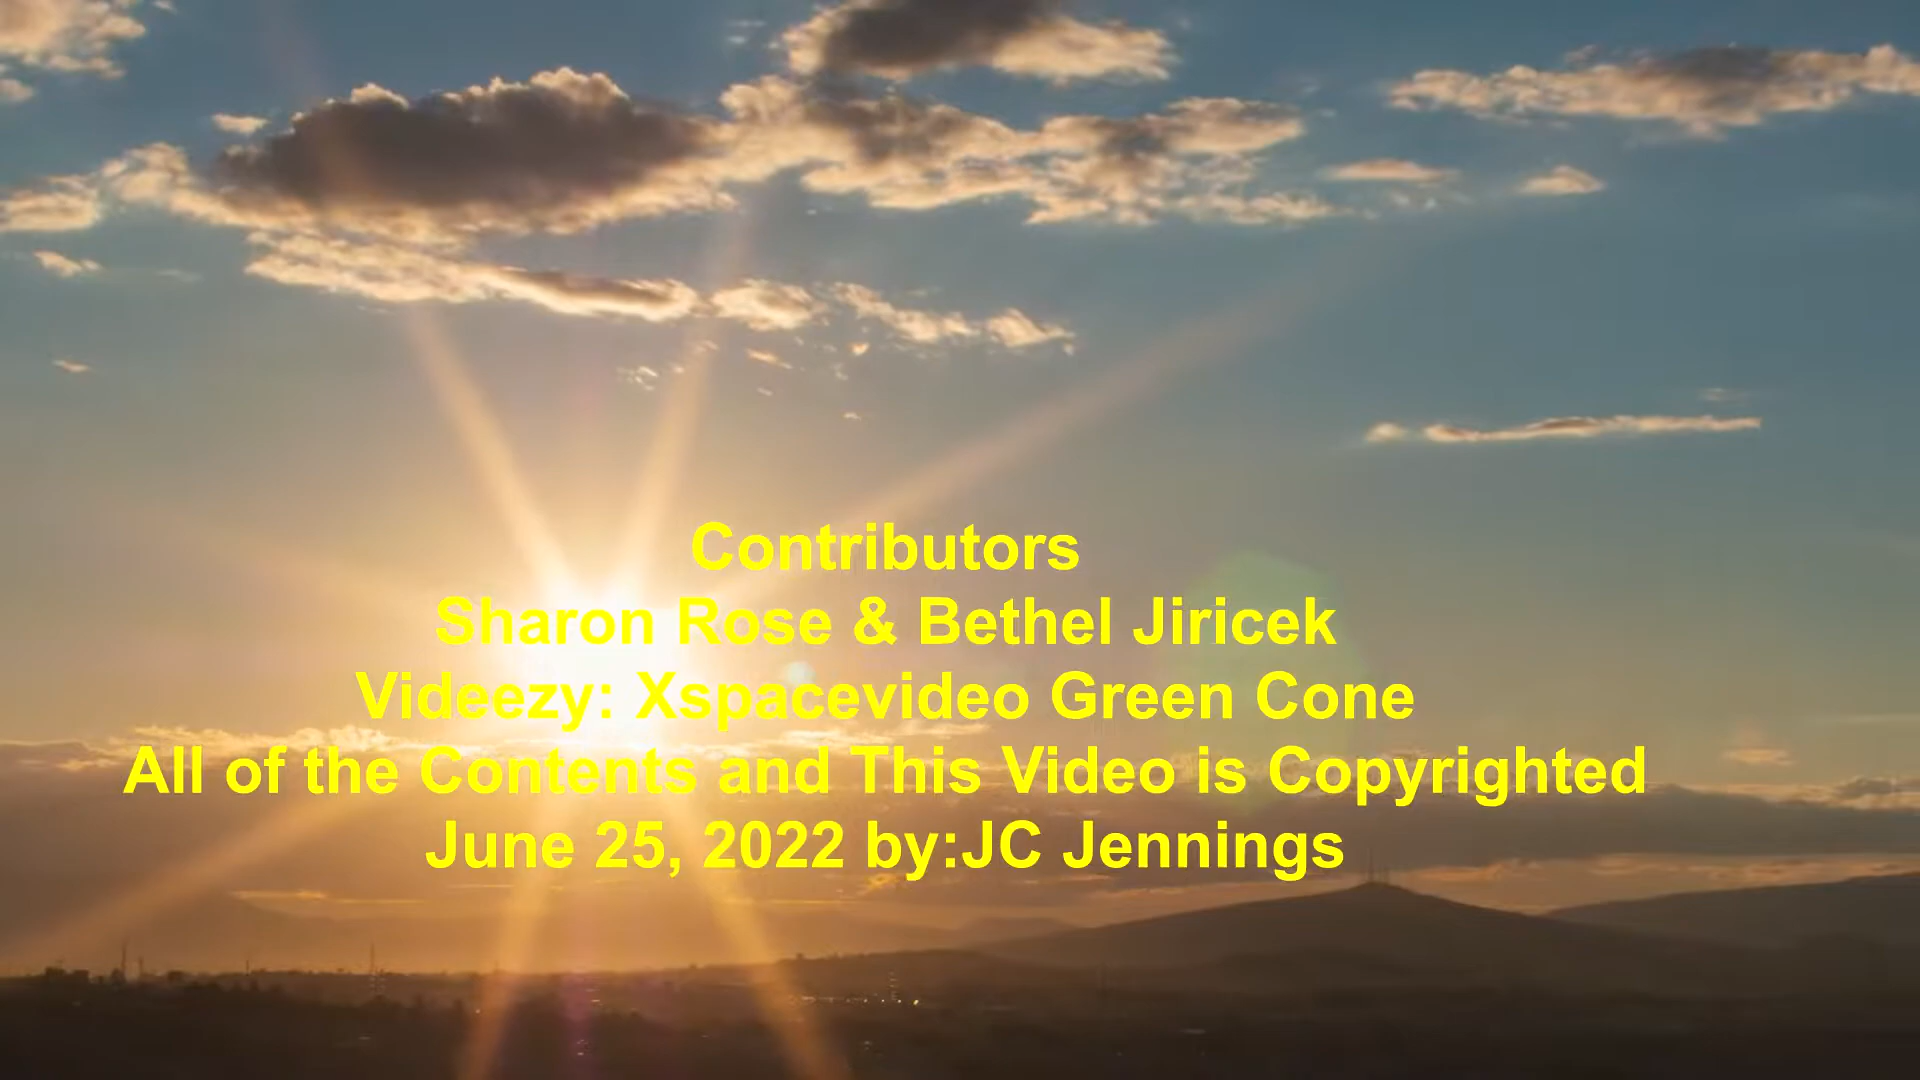 Contributors
Sharon Rose & Bethel Jiricek
Videezy: Xspacevideo Green Cone
All of the Contents and This Video is Copyrighted
June 25, 2022 by:JC Jennings